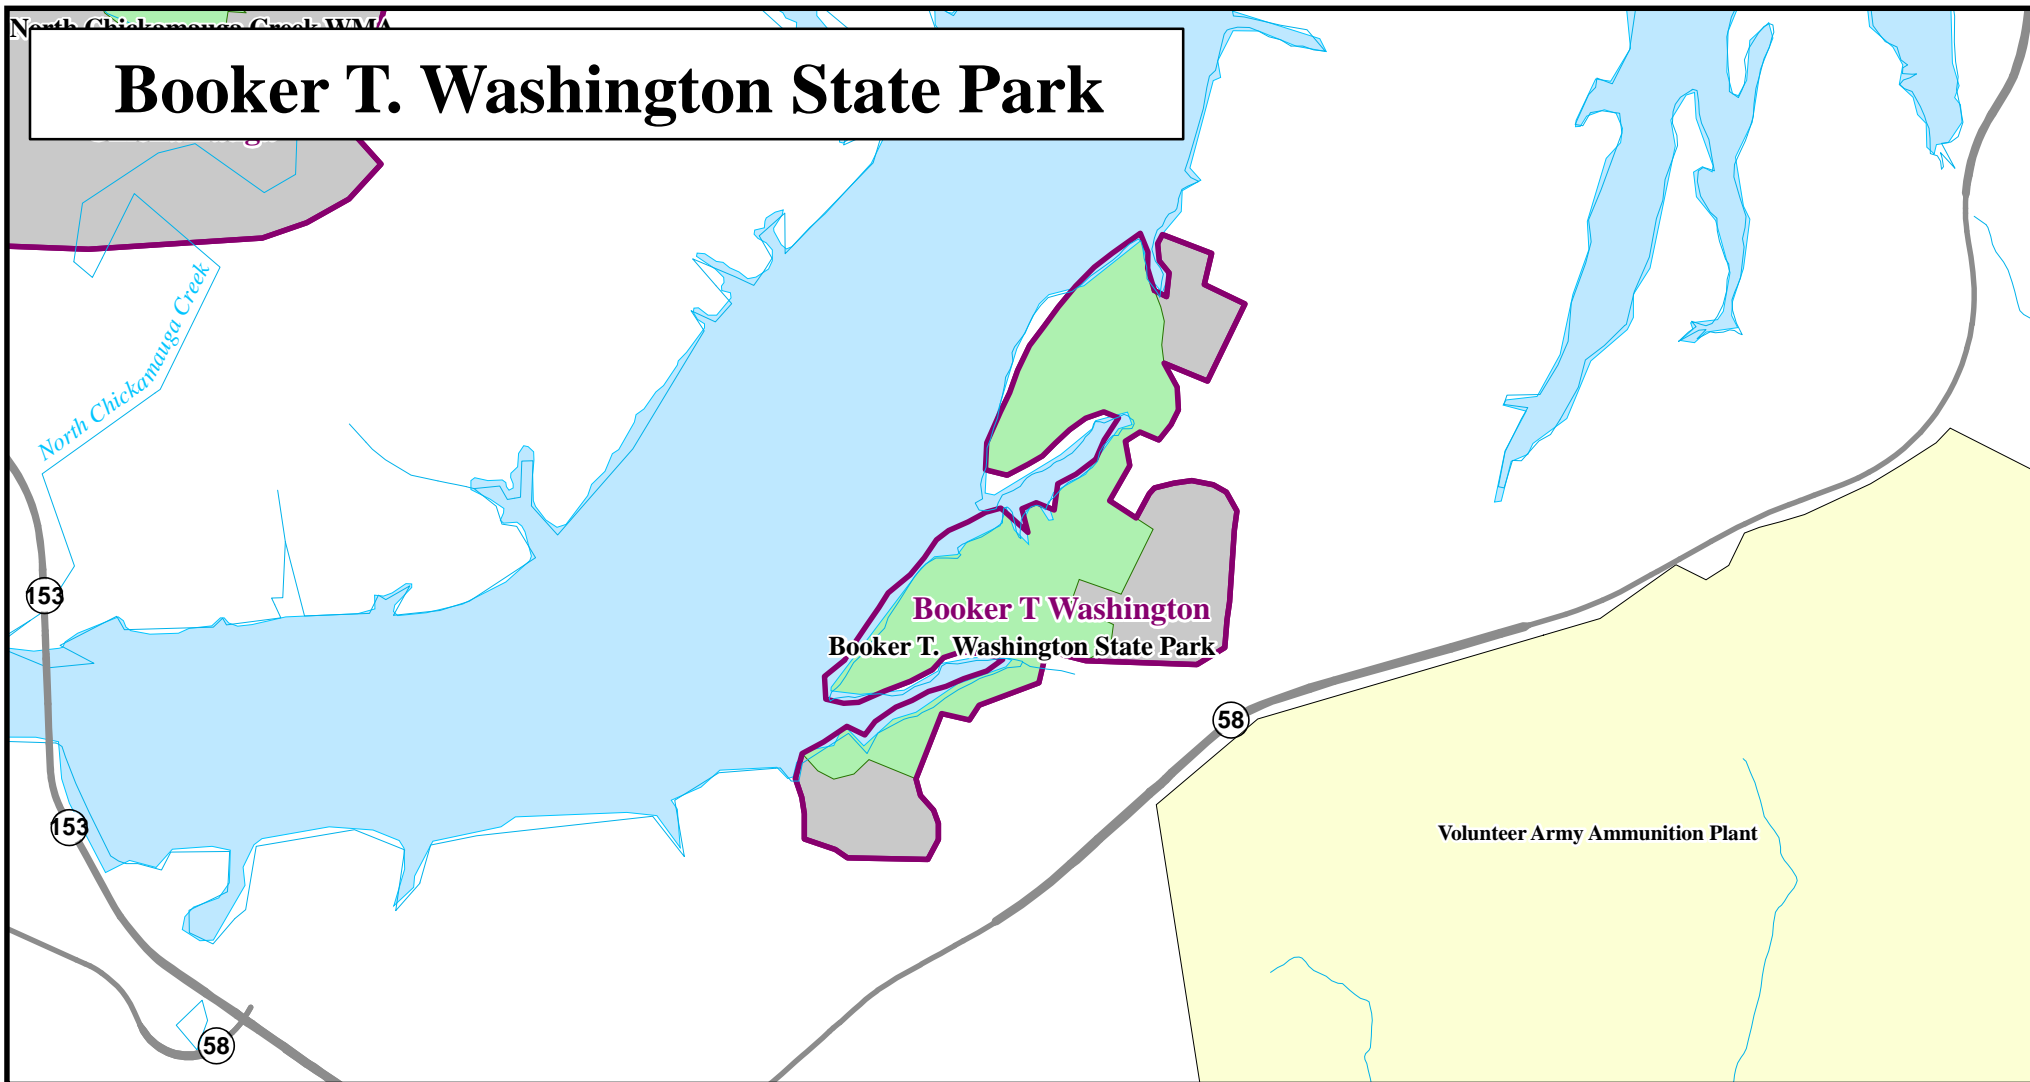 North Chickamauga Creek WMA
Booker T. Washington State Park
North Chickamauga Creek
153
Booker T Washington
Booker T.  Washington State Park
58
153
Volunteer Army Ammunition Plant
58